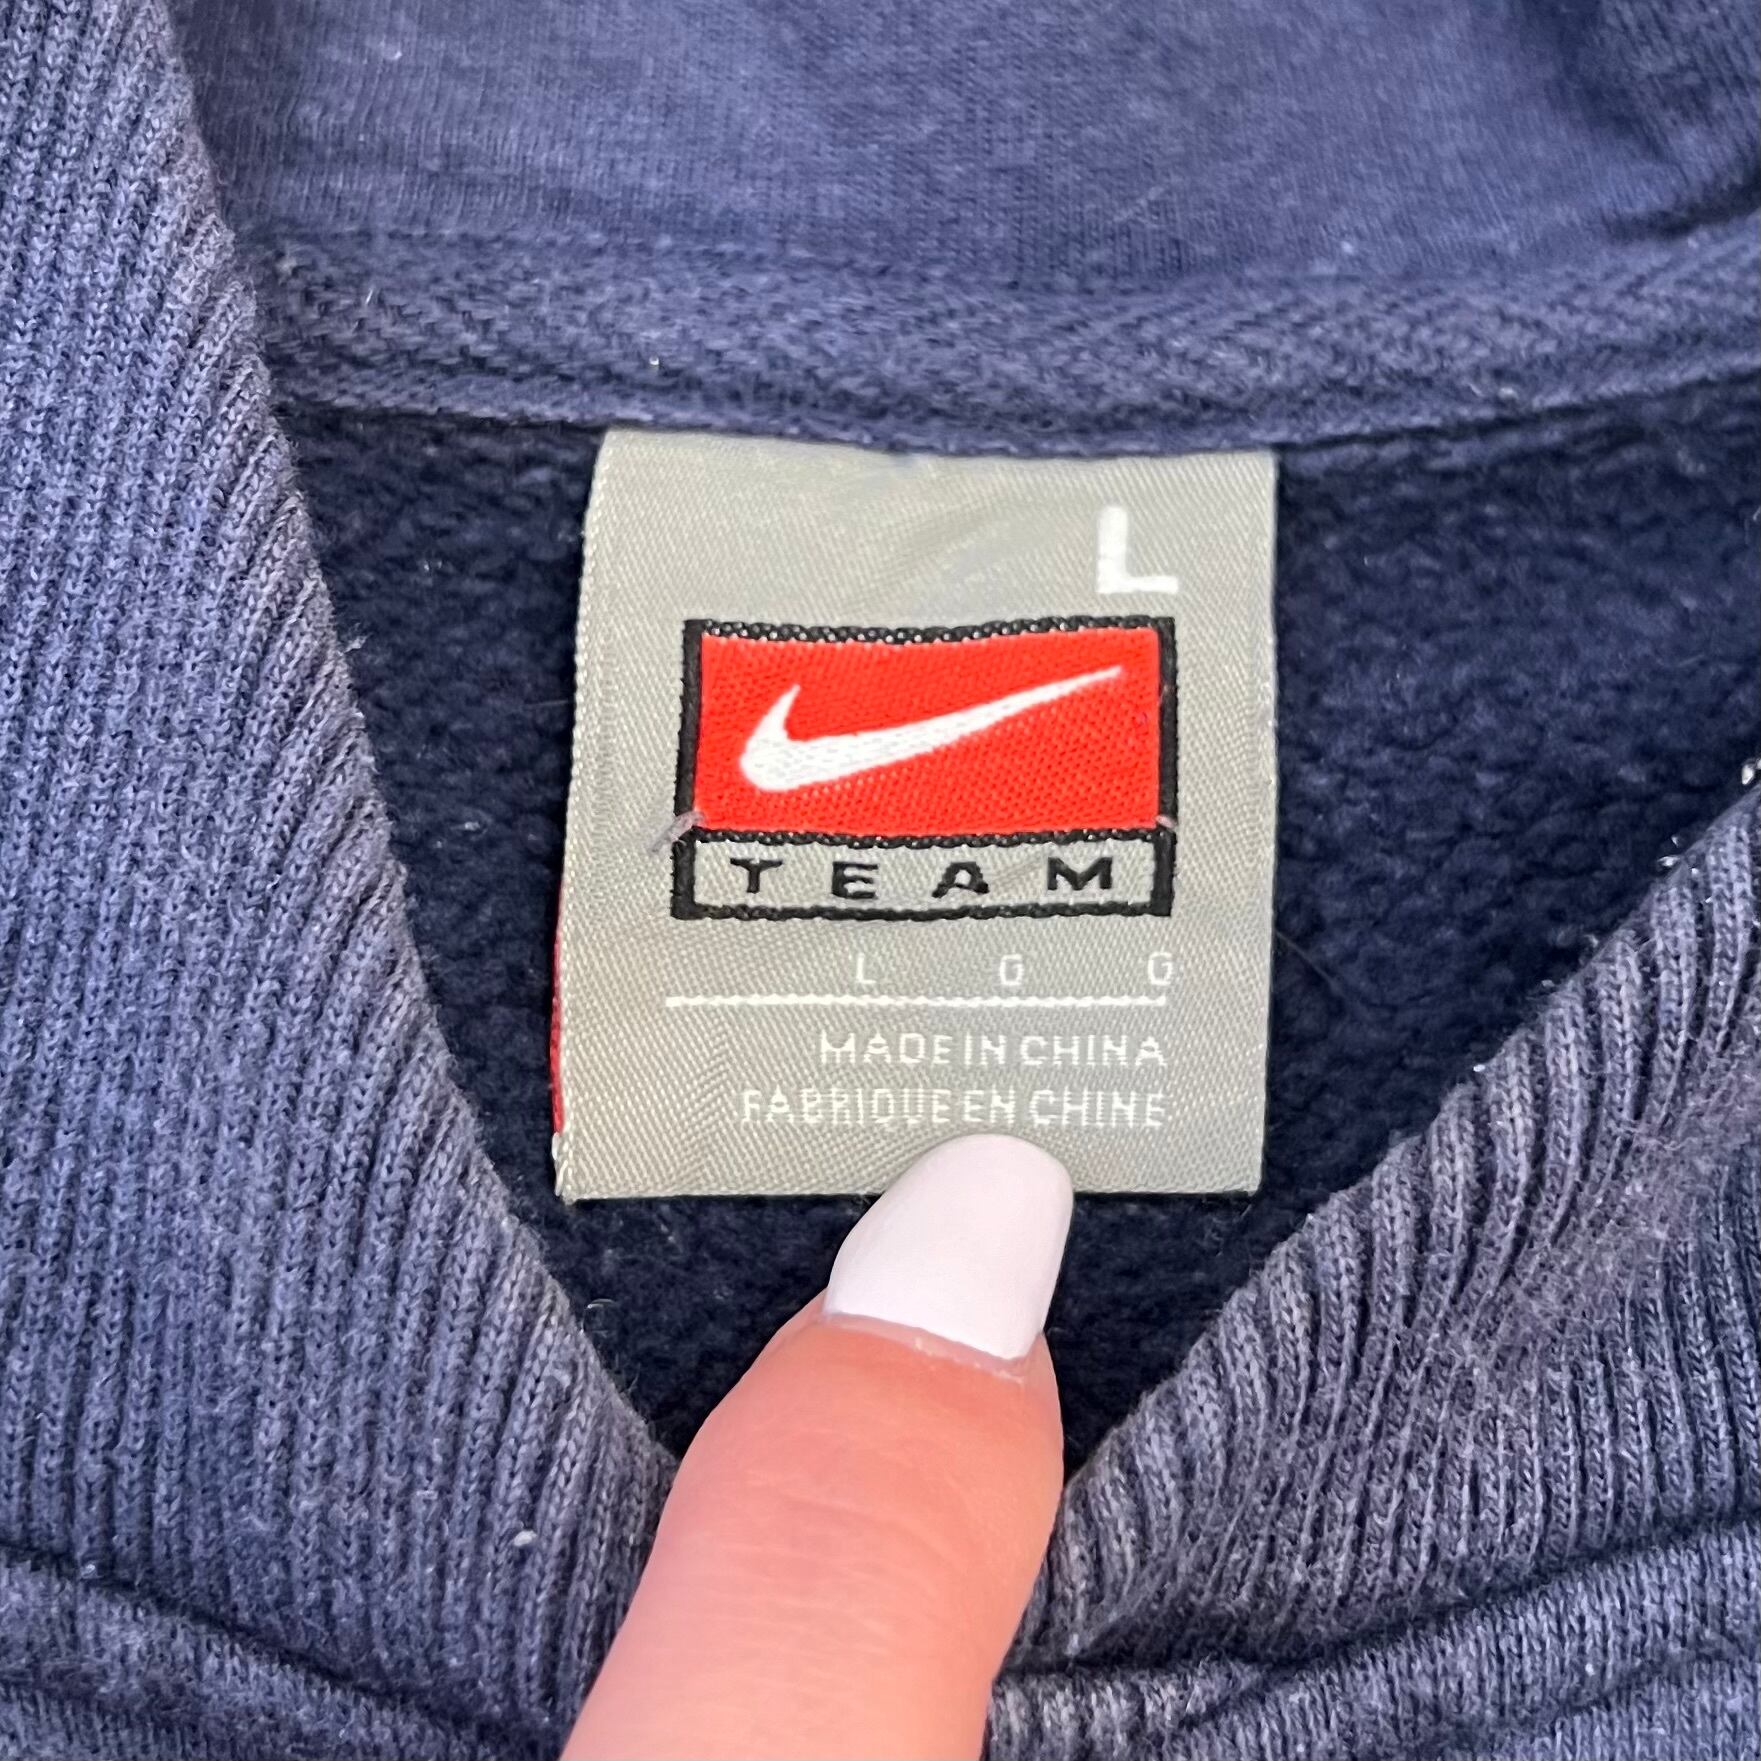 L
TEAM
L G G
MADE IN CHINA
FABRIQUE EN CHINE